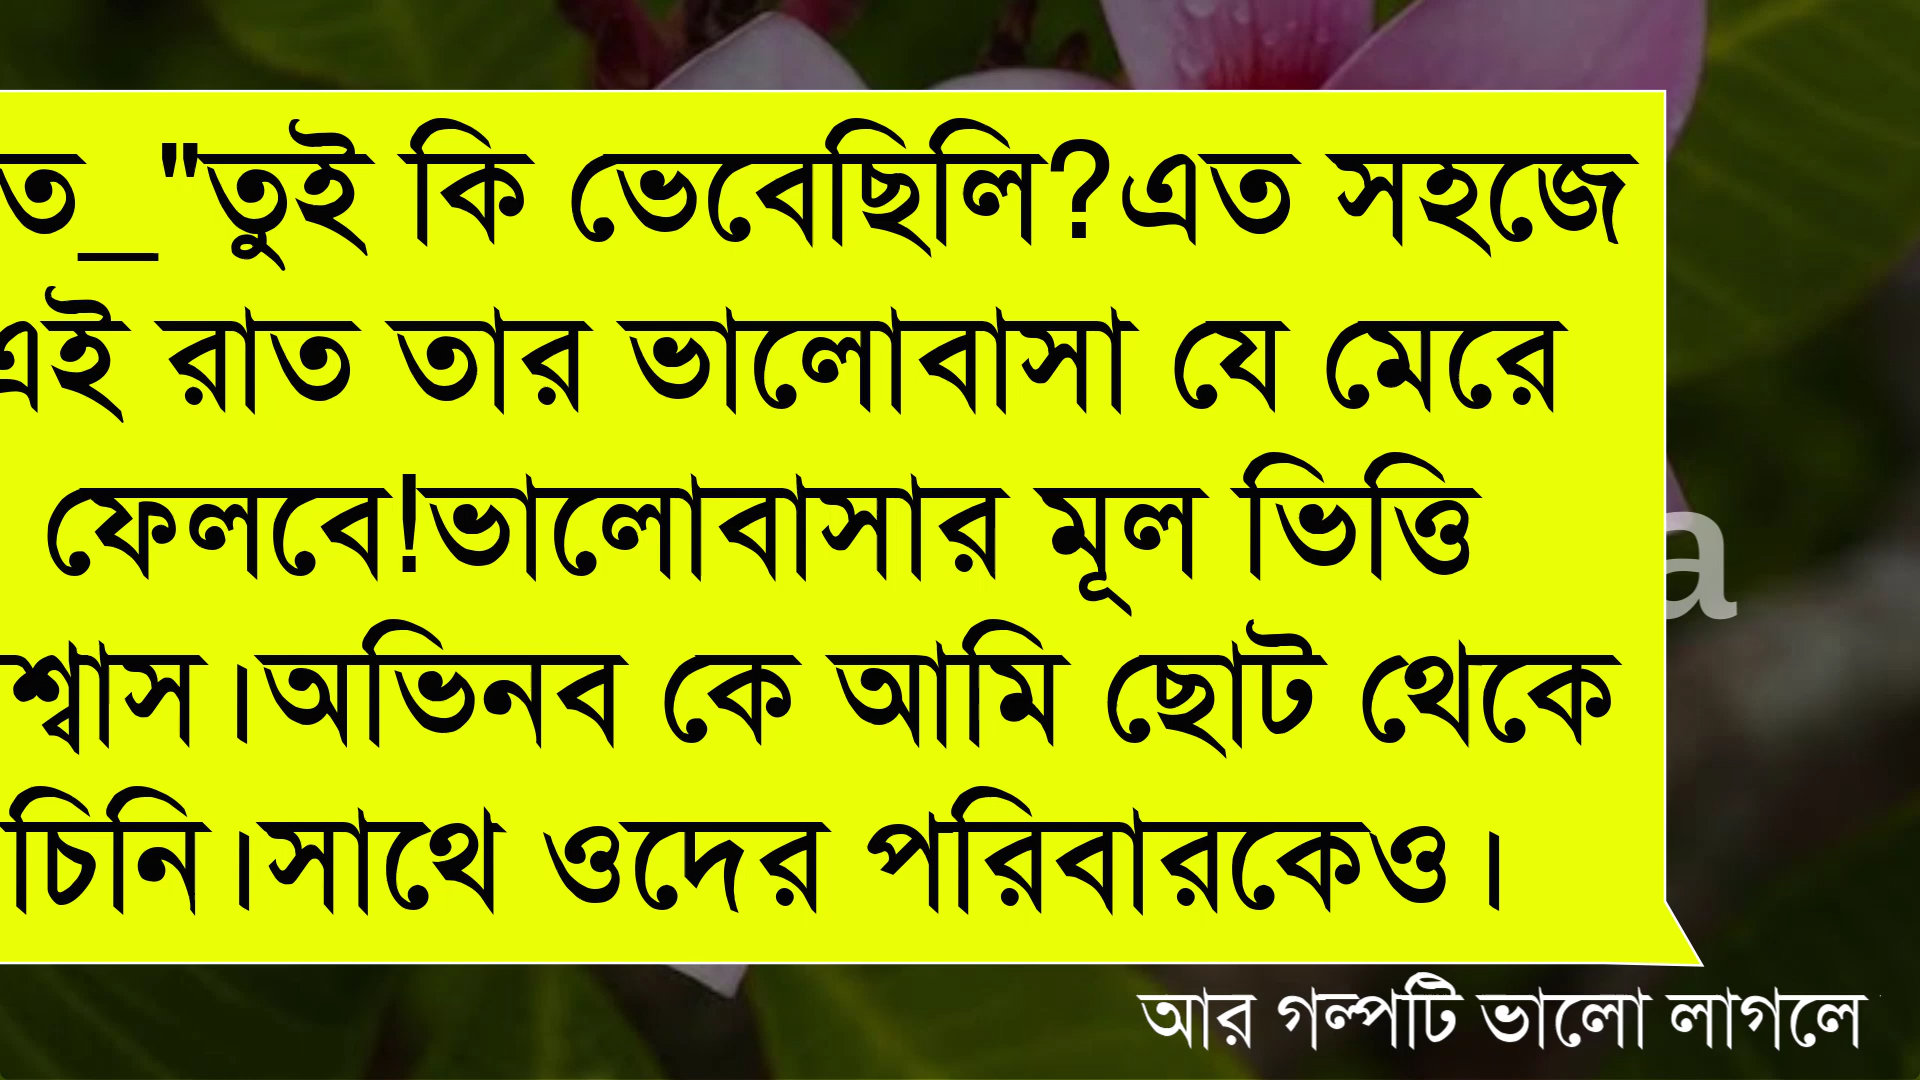 ত_"তুই কি ভেবেছিলি?এত সহজে
এই রাত তার ভালোবাসা যে মেরে
ফেলবে!ভালোবাসার মূল ভিত্তি
শ্বাস।অভিনব কে আমি ছোট থেকে
চিনি।সাথে ওদের পরিবারকেও।
a
আর গল্পটি ভালো লাগলে